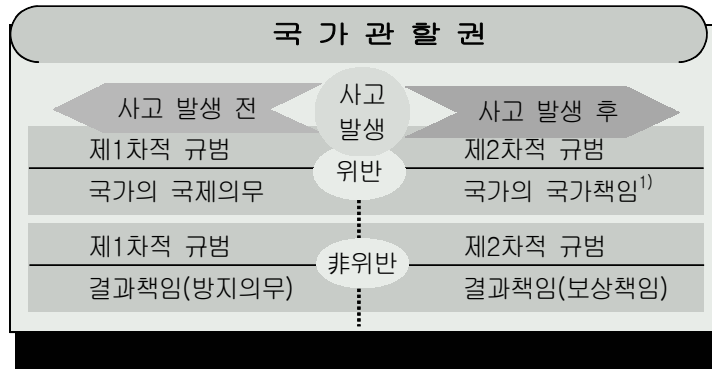 국 가 관 할 권
사고 발생 전
사고
발생
사고 발생 후
제1차적 규범
위반
제2차적 규범
국가의 국제의무
국가의 국가책임1)
제1차적 규범
非위반
제2차적 규범
결과책임(방지의무)
결과책임(보상책임)